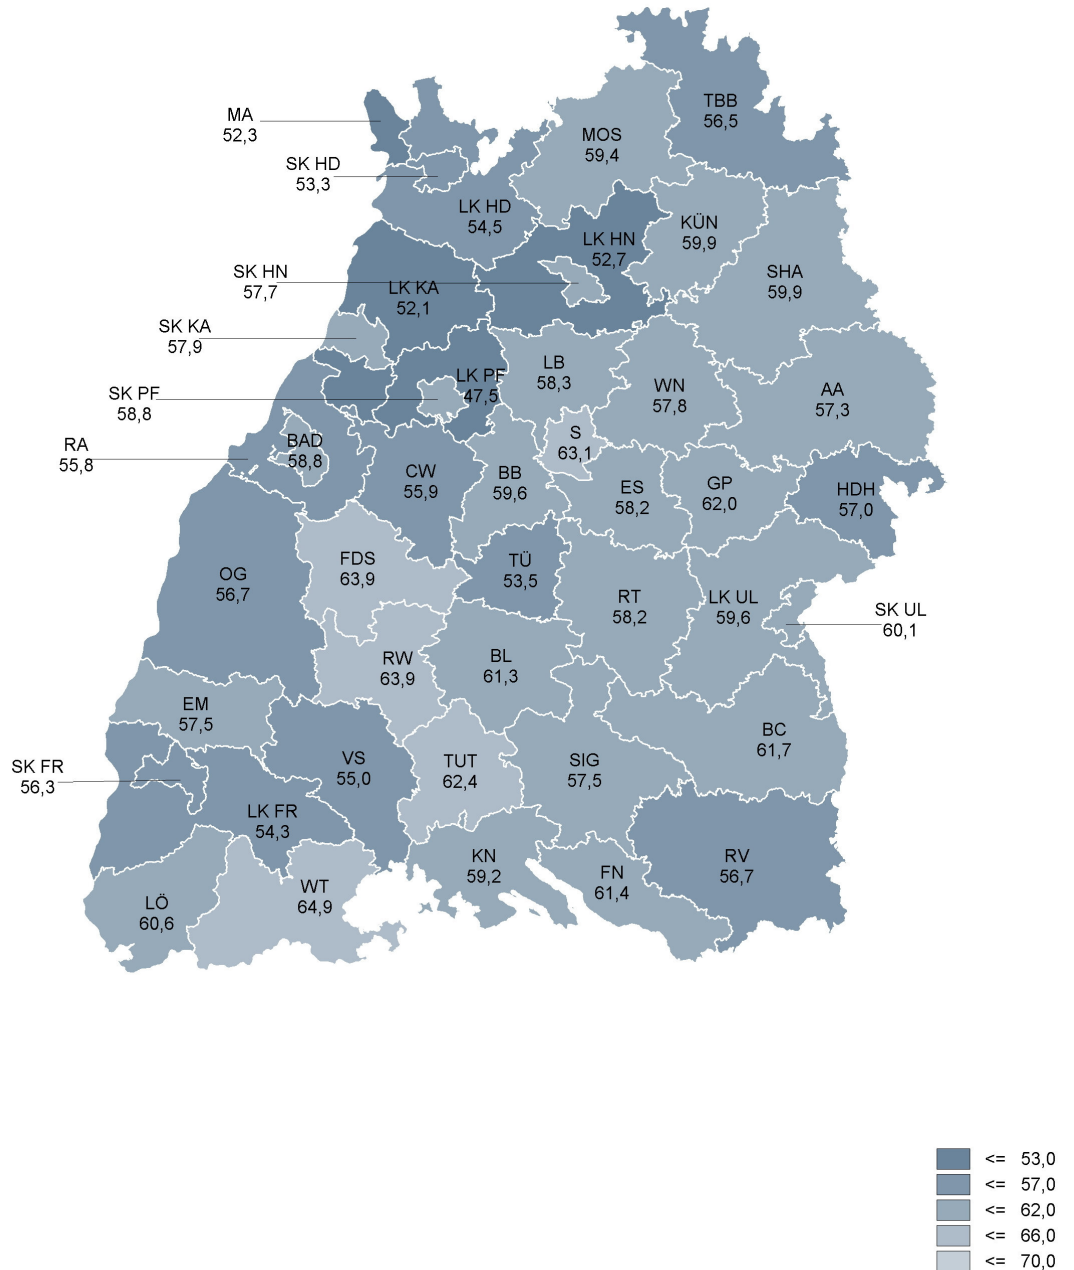 TBB
56,5
MA
52,3
MOS
59,4
SK HD
53,3
LK HD
54,5
KÜN
59,9
LK HN
52,7
SK HN
57,7
SHA
59,9
LK KA
52,1
SK KA
57,9
LB
58,3
LK PF
47,5
WN
57,8
AA
57,3
SK PF
58,8
S
63,1
RA
55,8
BAD
58,8
CW
55,9
BB
59,6
ES
58,2
GP
62,0
HDH
57,0
FDS
63,9
TÜ
53,5
OG
56,7
RT
58,2
LK UL
59,6
SK UL
60,1
RW
63,9
BL
61,3
EM
57,5
BC
61,7
SK FR
56,3
VS
55,0
TUT
62,4
SIG
57,5
LK FR
54,3
KN
59,2
FN
61,4
RV
56,7
WT
64,9
LÖ
60,6
<= 53,0
<= 57,0
<= 62,0
<= 66,0
<= 70,0